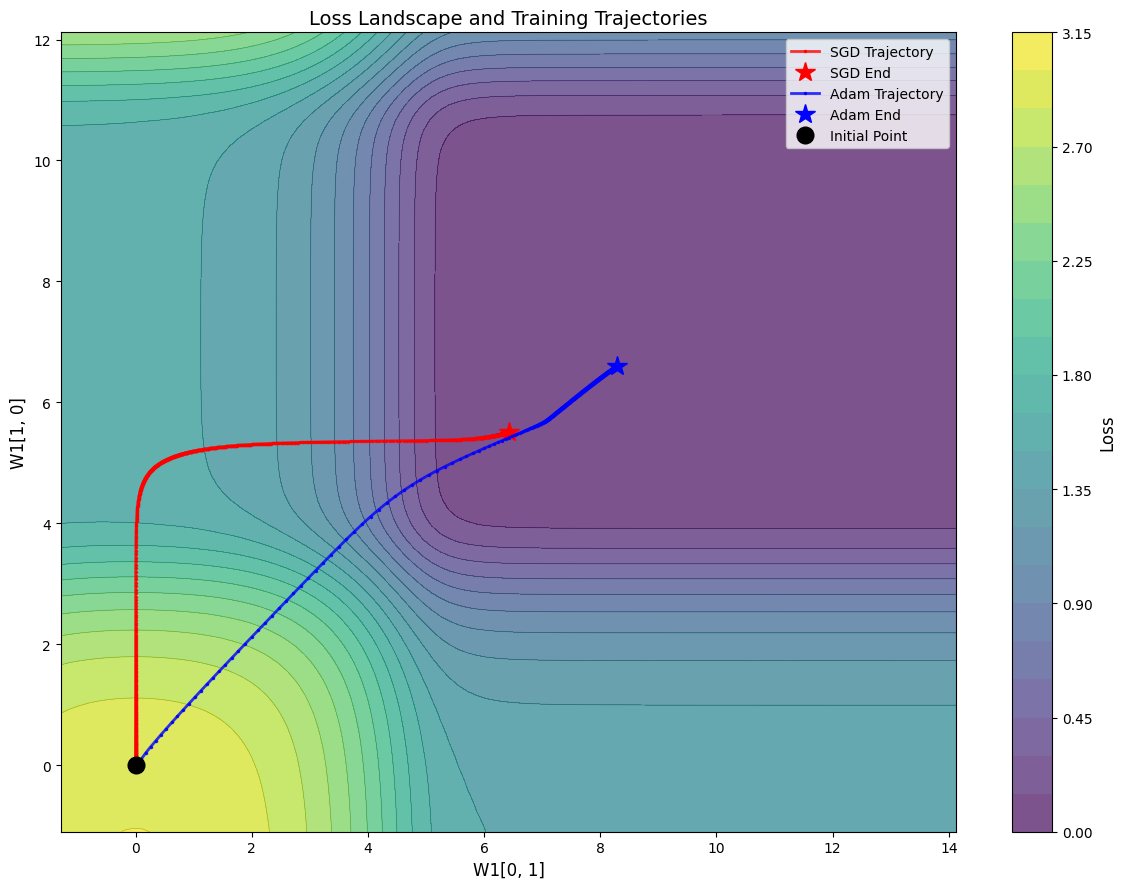 Loss Landscape and Training Trajectories
SGD Trajectory
SGD End
Adam Trajectory
Adam End
Initial Point
12
10
8
6
4
2
0
W1[1, 0]
0
2
4
6
8
10
12
14
W1[0, 1]
3.15
2.70
2.25
1.80
1.35
0.90
0.45
0.00
Loss